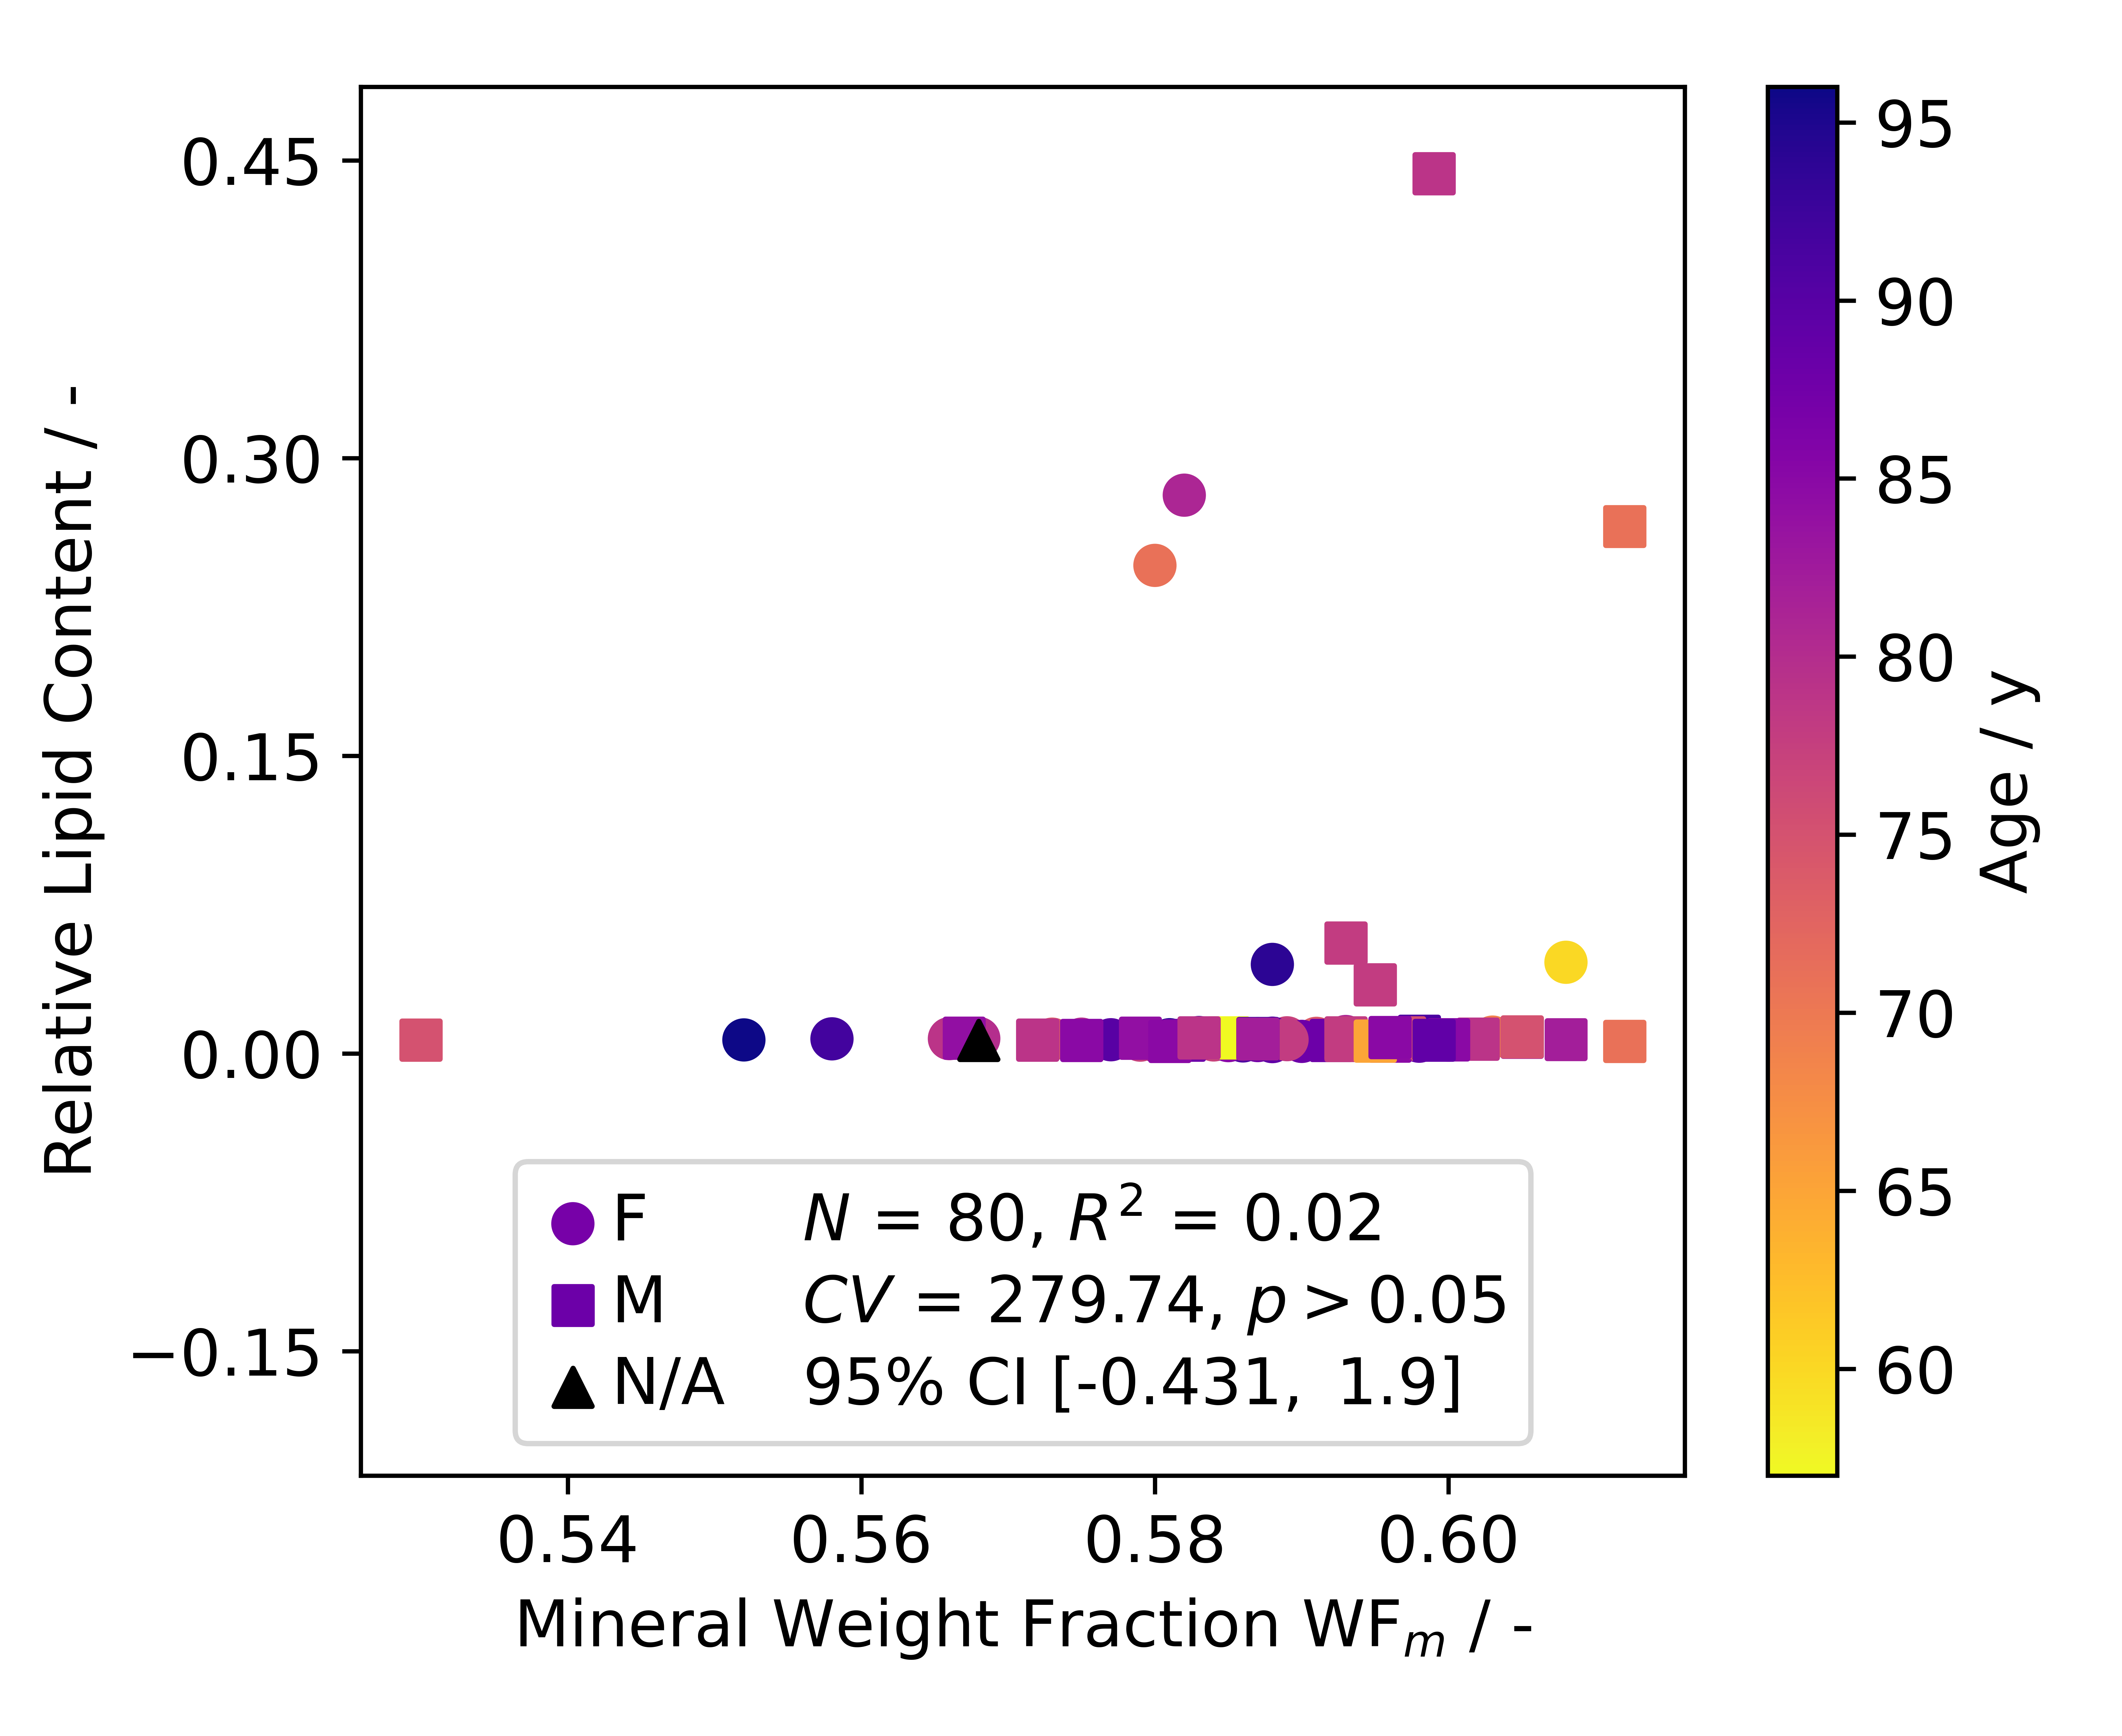 0.45
0.30
0.15
0.00
−0.15
Relative Lipid Content / -
F
M
N/A
N = 80, R² = 0.02
CV = 279.74, p > 0.05
95% CI [-0.431, 1.9]
0.54 0.56 0.58 0.60
Mineral Weight Fraction WFₘ / -
95
90
85
80
75
70
65
60
Age / y